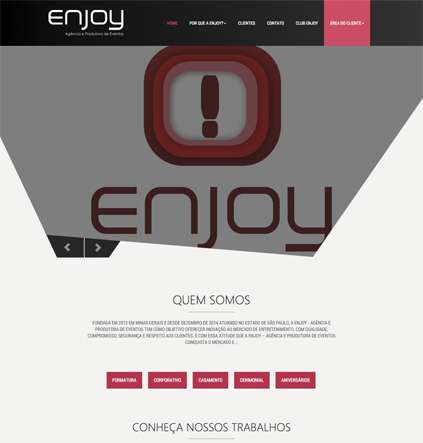 enjoy
Agência e Produtora de Eventos
HOME
POR QUE A ENJOY?
CLIENTES
CONTATO
CLUB ENJOY
ÁREA DO CLIENTE
!
enjoy
QUEM SOMOS
FUNDADA EM 2013 EM MINAS GERAIS E DESDE DEZEMBRO DE 2014 ATUANDO NO ESTADO DE SÃO PAULO, A ENJOY - AGÊNCIA E
PRODUTORA DE EVENTOS TEM COMO OBJETIVO OFERECER INOVAÇÃO AO MERCADO DE ENTRETENIMENTO, COM QUALIDADE,
COMPROMISSO, SEGURANÇA E RESPEITO AOS CLIENTES. E COM ESSA ATITUDE QUE A ENJOY – AGÊNCIA E PRODUTORA DE EVENTOS
CONQUISTA O MERCADO E...
FORMATURA
CORPORATIVO
CASAMENTO
CERIMONIAL
ANIVERSÁRIOS
CONHEÇA NOSSOS TRABALHOS